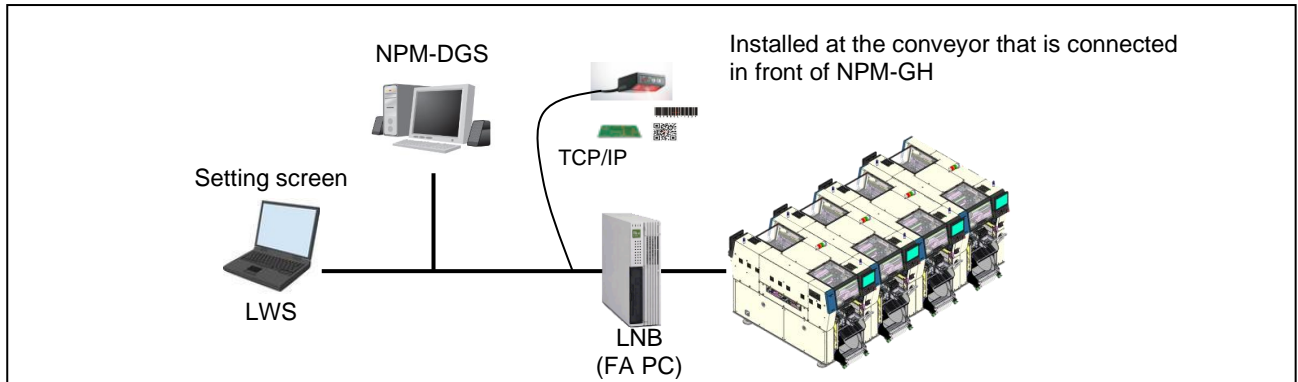 NPM-DGS
Installed at the conveyor that is connected
in front of NPM-GH
TCP/IP
Setting screen
LWS
LNB
(FA PC)